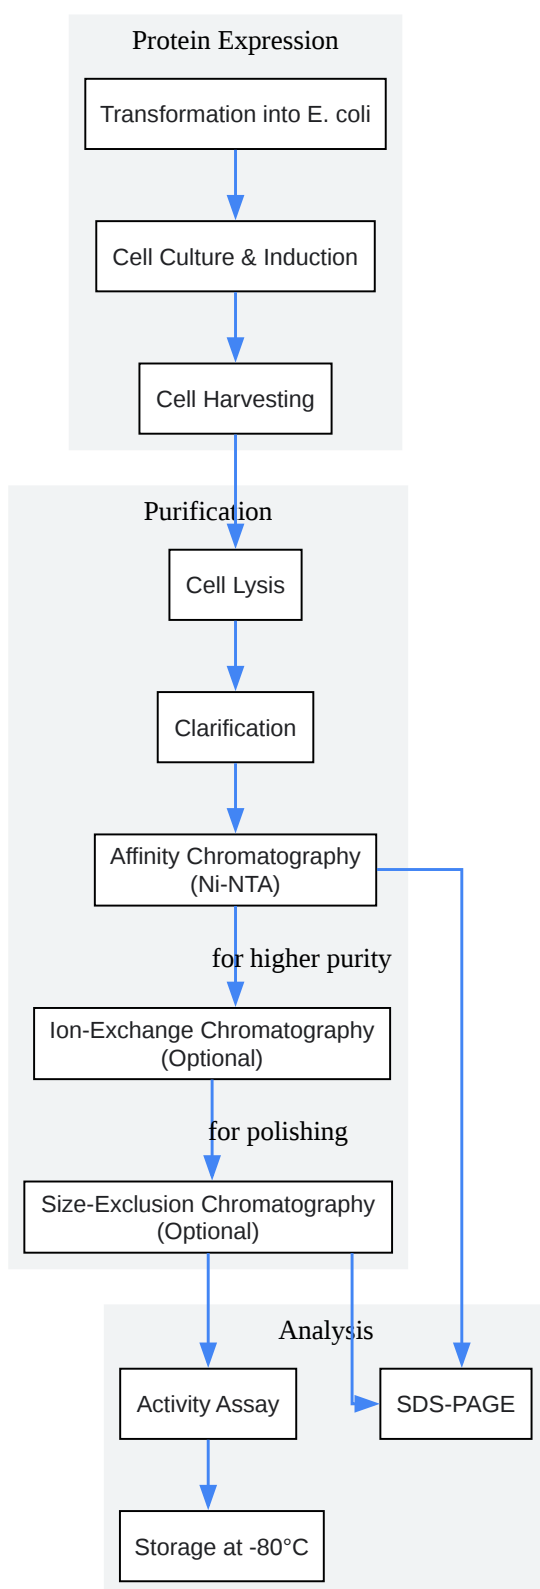 Protein Expression
Transformation into E. coli
Cell Culture & Induction
Cell Harvesting
Purification
Cell Lysis
Clarification
Affinity Chromatography
(Ni-NTA)
for higher purity
Ion-Exchange Chromatography
(Optional)
for polishing
Size-Exclusion Chromatography
(Optional)
Analysis
Activity Assay
SDS-PAGE
Storage at -80°C